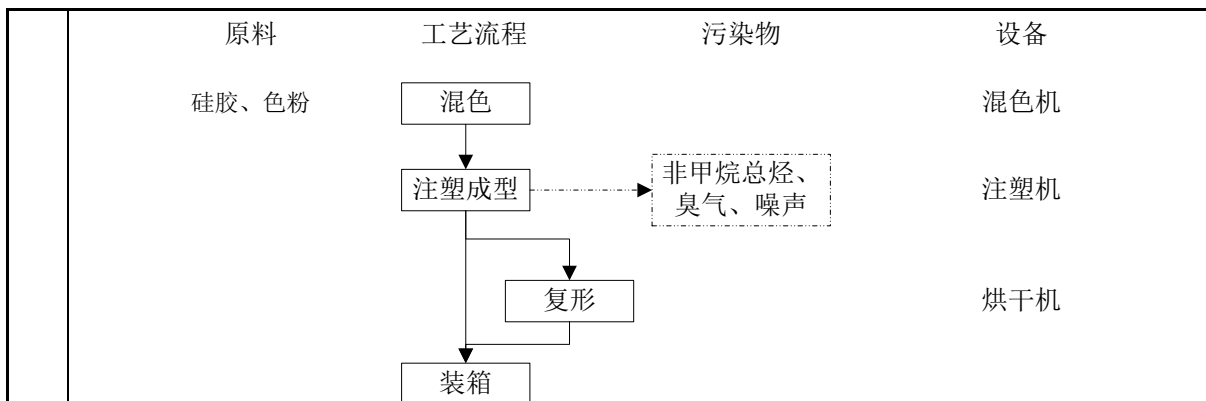 原料 工艺流程 污染物 设备
硅胶、色粉 混色 混色机
注塑成型 非甲烷总烃、 注塑机
臭气、噪声
复形 烘干机
装箱